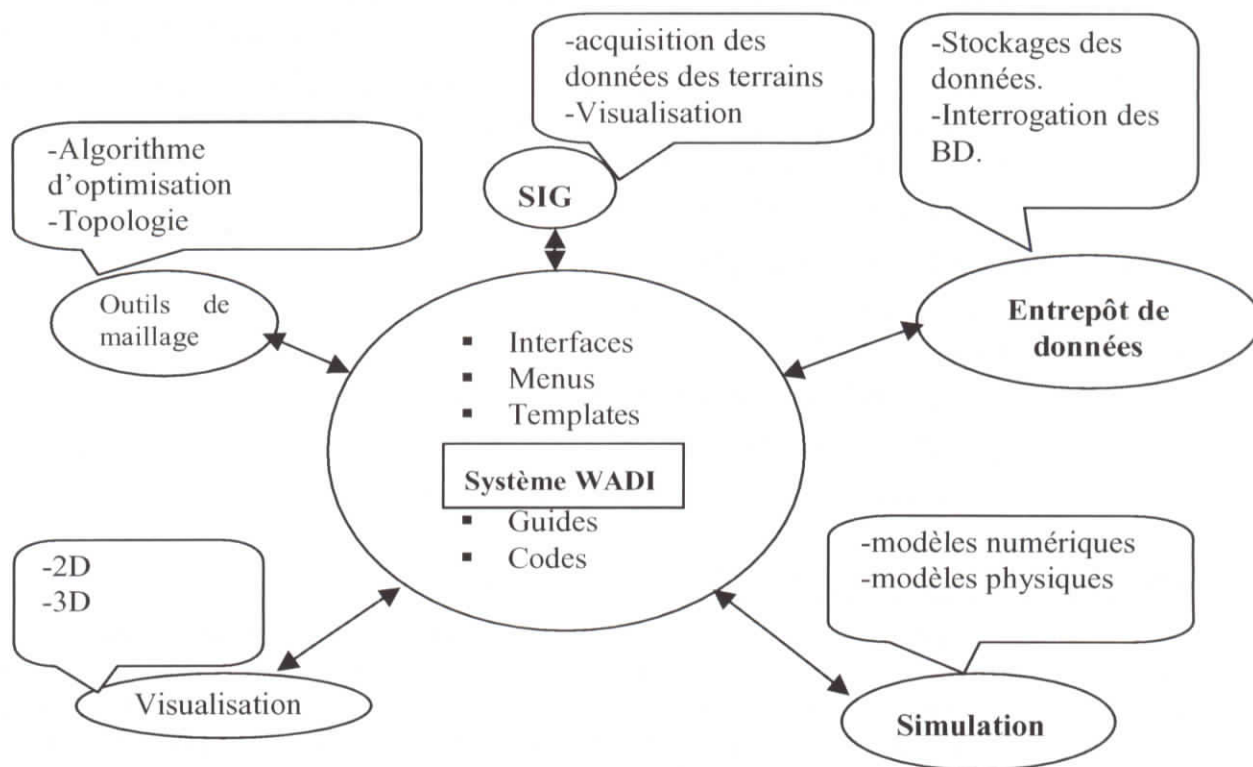 -acquisition des
données des terrains
-Visualisation
-Stockages des
données.
-Interrogation des
BD.
-Algorithme
d'optimisation
-Topologie
SIG
Outils de
maillage
Entrepôt de
données
▪ Interfaces
▪ Menus
▪ Templates
Système WADI
▪ Guides
▪ Codes
-2D
-3D
-modèles numériques
-modèles physiques
Visualisation
Simulation